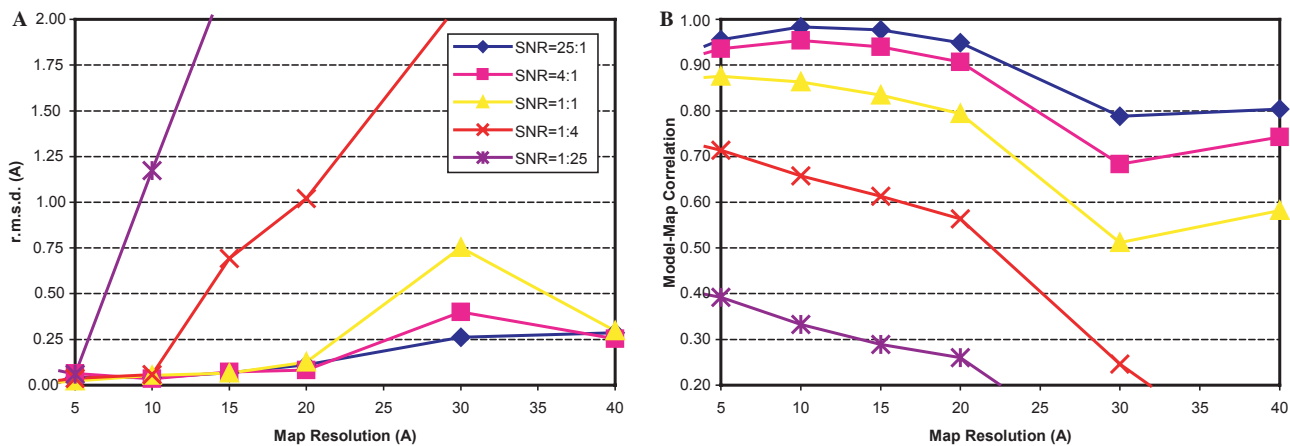 A
B
2.00
1.75
1.50
1.25
1.00
0.75
0.50
0.25
0.00
r.m.s.d. (A)
SNR=25:1
SNR=4:1
SNR=1:1
SNR=1:4
SNR=1:25
5 10 15 20 25 30 35 40
Map Resolution (A)
1.00
0.90
0.80
0.70
0.60
0.50
0.40
0.30
0.20
Model-Map Correlation
5 10 15 20 25 30 35 40
Map Resolution (A)